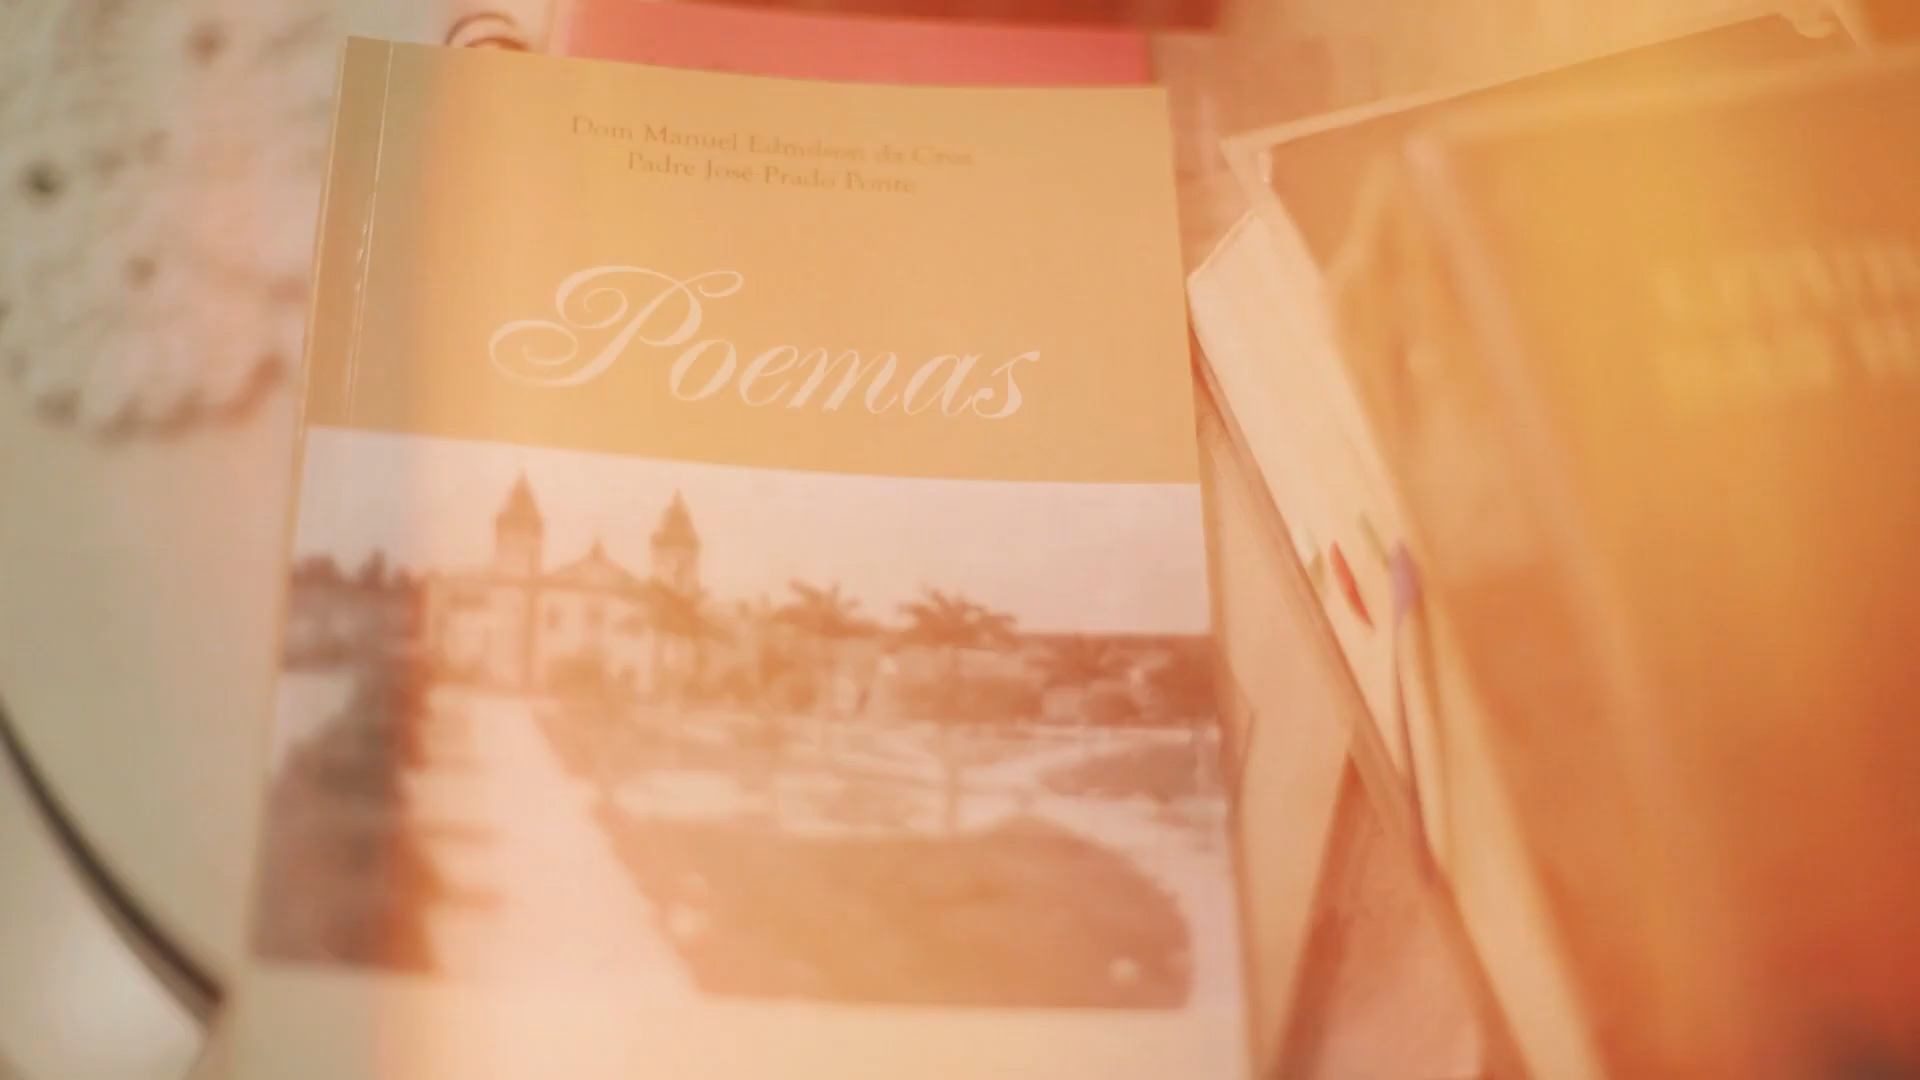 Dom Manuel Edmilson da Cruz
Padre José Prado Ponte
Poemas